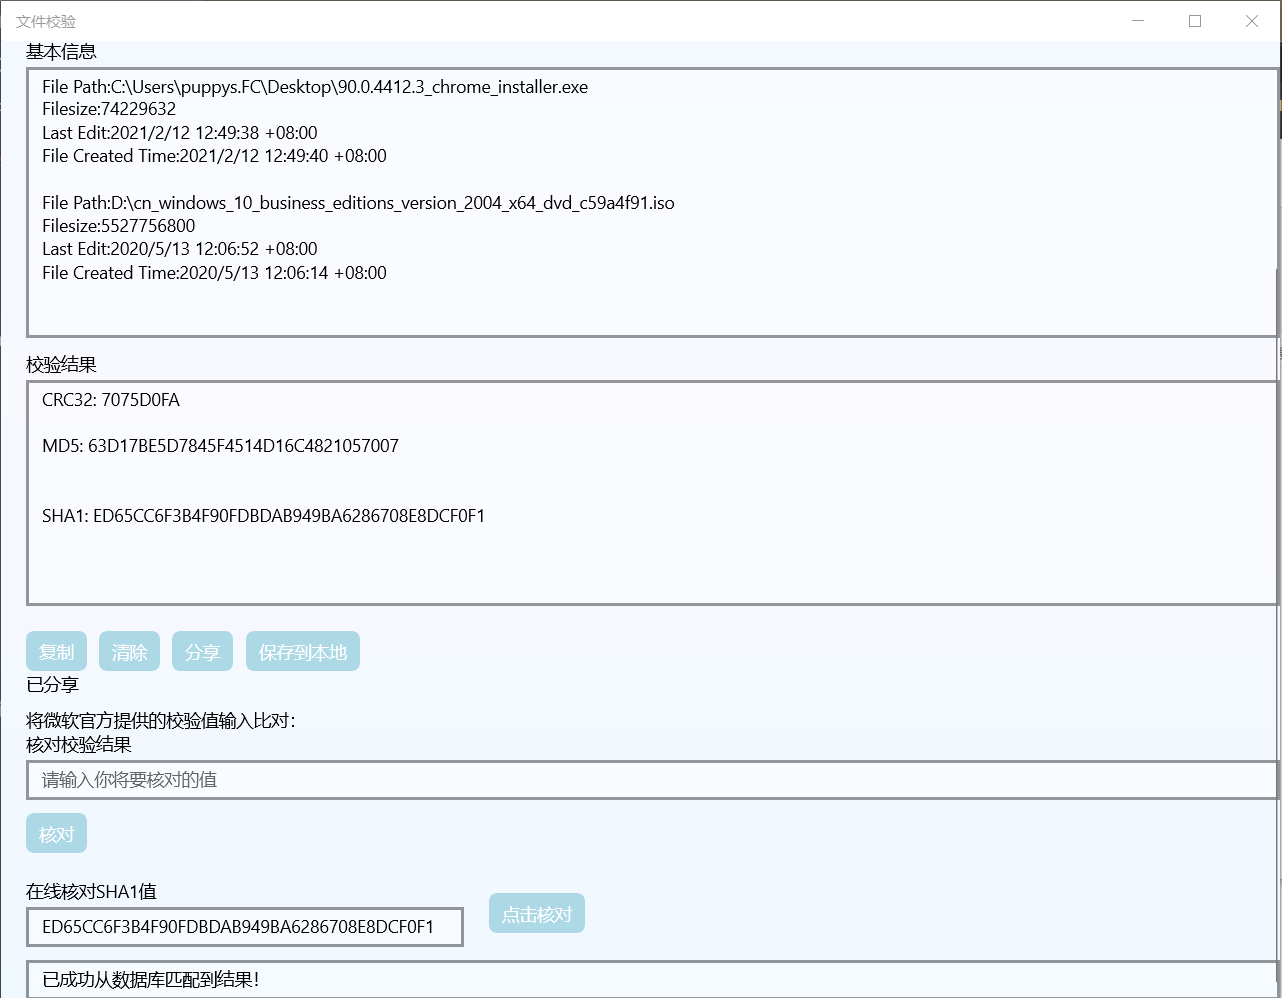 文件校验
基本信息
File Path:C:\Users\puppys.FC\Desktop\90.0.4412.3_chrome_installer.exe
Filesize:74229632
Last Edit:2021/2/12 12:49:38 +08:00
File Created Time:2021/2/12 12:49:40 +08:00
File Path:D:\cn_windows_10_business_editions_version_2004_x64_dvd_c59a4f91.iso
Filesize:5527756800
Last Edit:2020/5/13 12:06:52 +08:00
File Created Time:2020/5/13 12:06:14 +08:00
校验结果
CRC32: 7075D0FA
MD5: 63D17BE5D7845F4514D16C4821057007
SHA1: ED65CC6F3B4F90FDBDAB949BA6286708E8DCF0F1
复制 清除 分享 保存到本地
已分享
将微软官方提供的校验值输入比对：
核对校验结果
请输入你将要核对的值
核对
在线核对SHA1值
点击核对
ED65CC6F3B4F90FDBDAB949BA6286708E8DCF0F1
已成功从数据库匹配到结果！